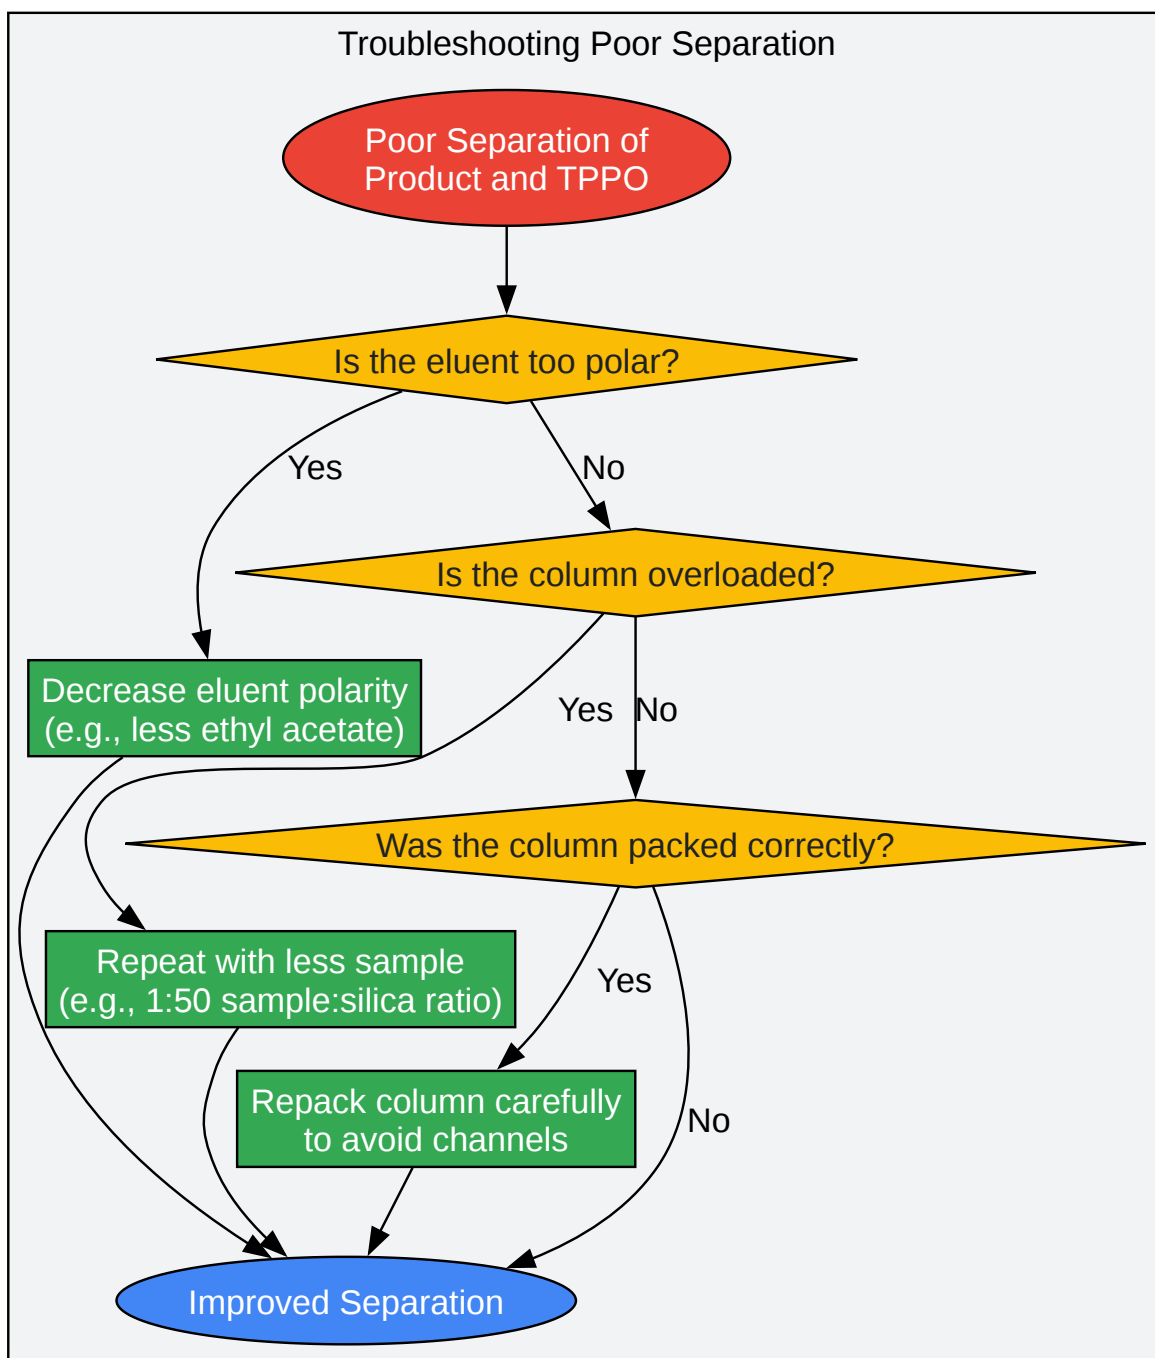 Troubleshooting Poor Separation
Poor Separation of
Product and TPPO
Is the eluent too polar?
Yes
No
Is the column overloaded?
Decrease eluent polarity
(e.g., less ethyl acetate)
Yes
No
Was the column packed correctly?
Repeat with less sample
(e.g., 1:50 sample:silica ratio)
Yes
Repack column carefully
to avoid channels
No
Improved Separation